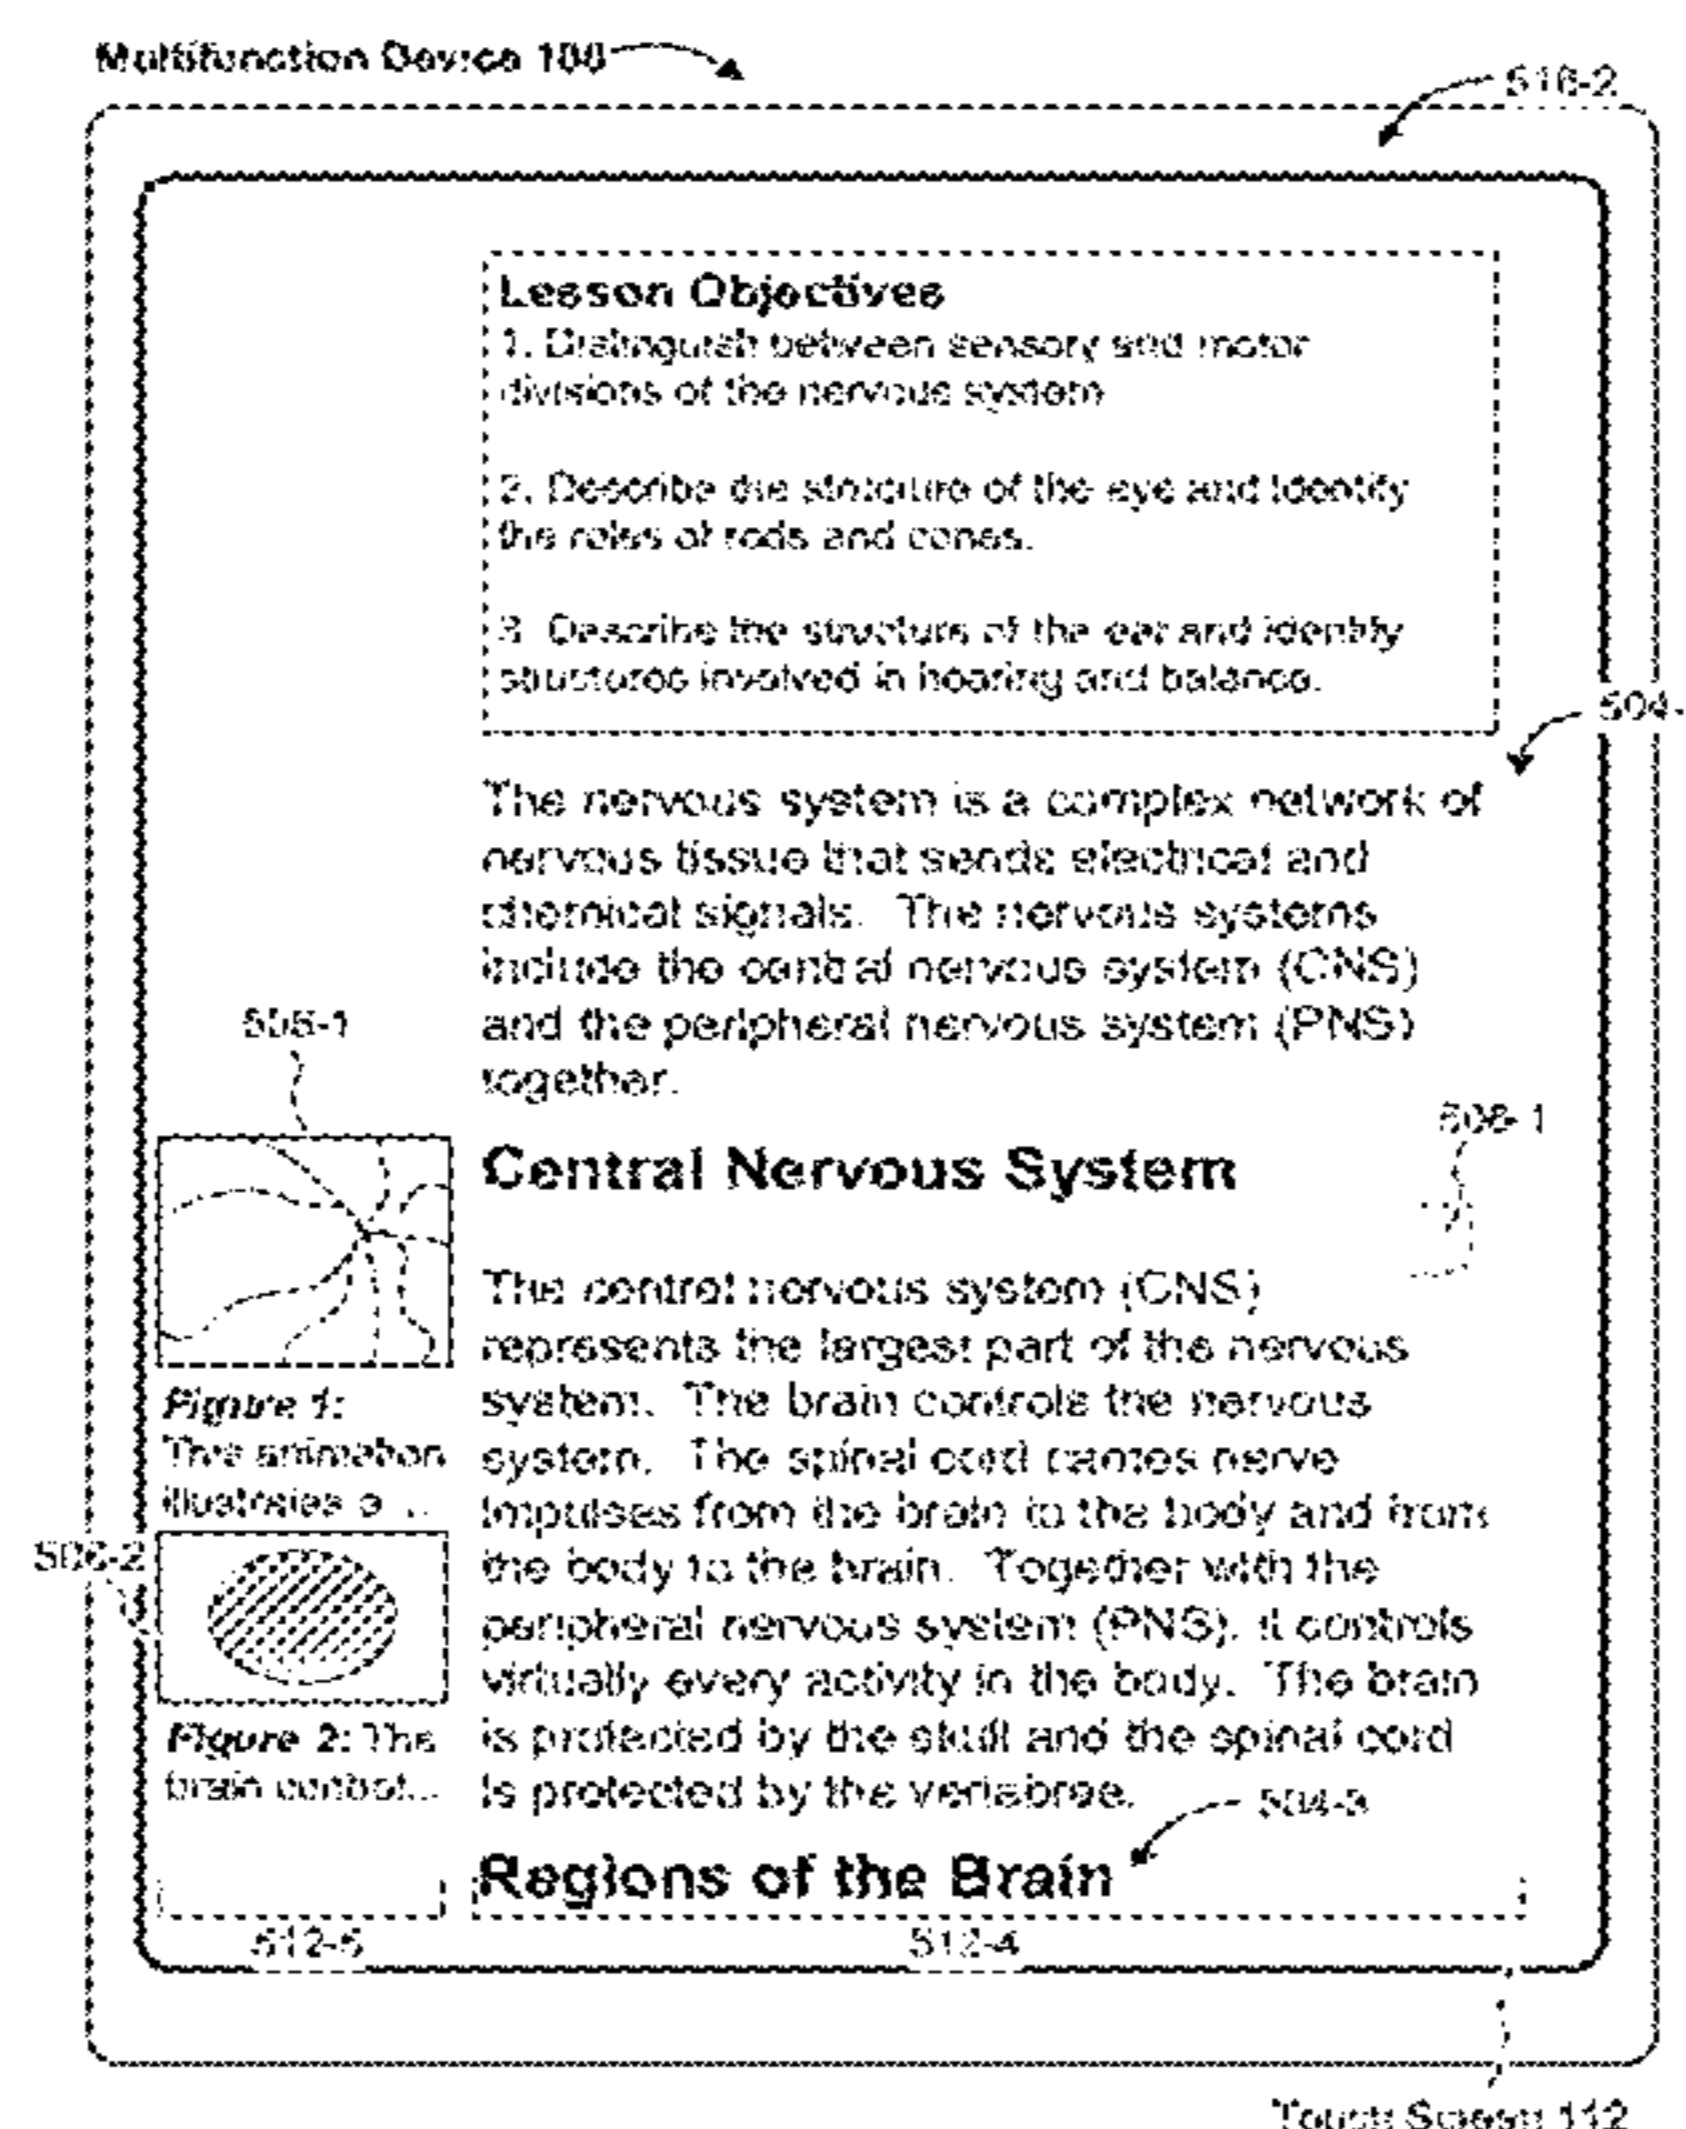 Multifunction Device 100
516-2
Lesson Objectives
1. Distinguish between sensory and motor
divisions of the nervous system
2. Describe the structure of the eye and identify
the roles of rods and cones.
3. Describe the structure of the ear and identify
structures involved in hearing and balance.
504-
The nervous system is a complex network of
nervous tissue that sends electrical and
chemical signals. The nervous systems
include the central nervous system (CNS)
and the peripheral nervous system (PNS)
together.
506-1
508-1
Central Nervous System
The central nervous system (CNS)
represents the largest part of the nervous
system. The brain controls the nervous
system. The spinal cord carries nerve
impulses from the brain to the body and from
the body to the brain. Together with the
peripheral nervous system (PNS), it controls
virtually every activity in the body. The brain
is protected by the skull and the spinal cord
is protected by the vertabrae.
Figure 1:
This animation
illustrates a ...
506-2
Figure 2: The
brain control...
504-3
Regions of the Brain
512-5
512-4
Touch Screen 112